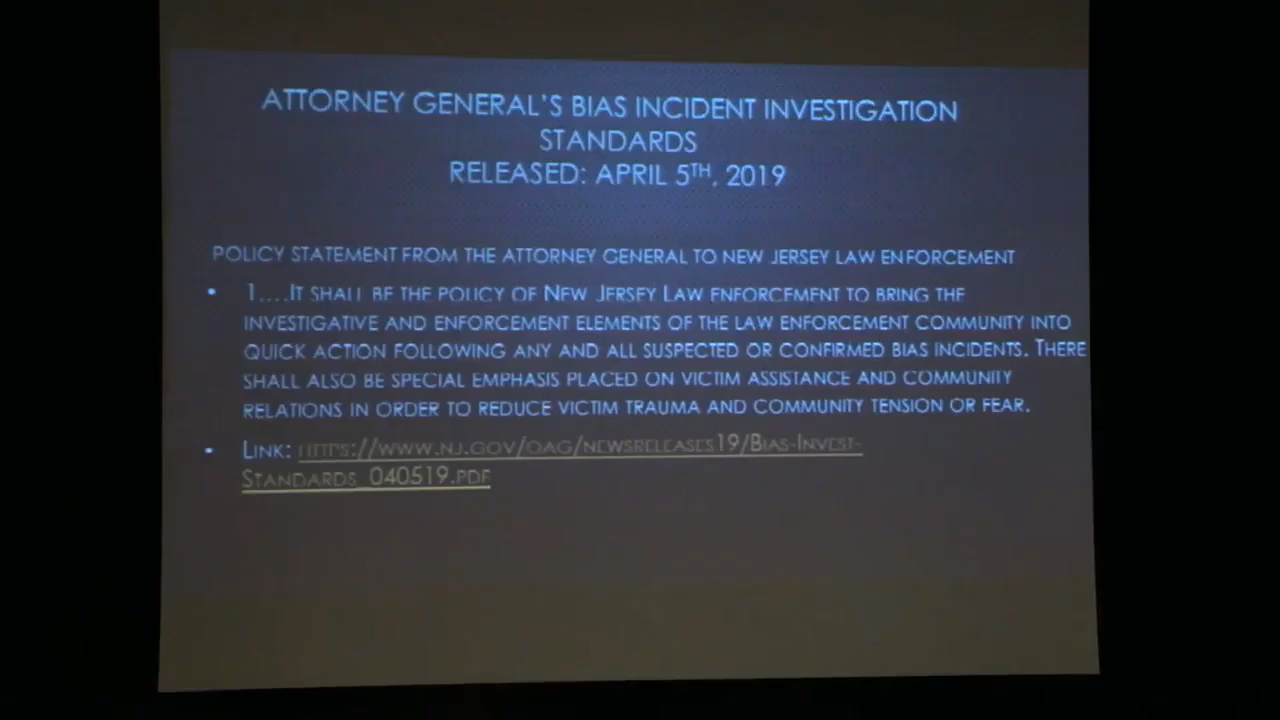 ATTORNEY GENERAL'S BIAS INCIDENT INVESTIGATION
STANDARDS
RELEASED: APRIL 5TH, 2019
POLICY STATEMENT FROM THE ATTORNEY GENERAL TO NEW JERSEY LAW ENFORCEMENT
• 1....IT SHALL BE THE POLICY OF NEW JERSEY LAW ENFORCEMENT TO BRING THE
INVESTIGATIVE AND ENFORCEMENT ELEMENTS OF THE LAW ENFORCEMENT COMMUNITY INTO
QUICK ACTION FOLLOWING ANY AND ALL SUSPECTED OR CONFIRMED BIAS INCIDENTS. THERE
SHALL ALSO BE SPECIAL EMPHASIS PLACED ON VICTIM ASSISTANCE AND COMMUNITY
RELATIONS IN ORDER TO REDUCE VICTIM TRAUMA AND COMMUNITY TENSION OR FEAR.
• LINK: HTTPS://WWW.NJ.GOV/OAG/NEWSRELEASES19/BIAS-INVEST-
STANDARDS_040519.PDF